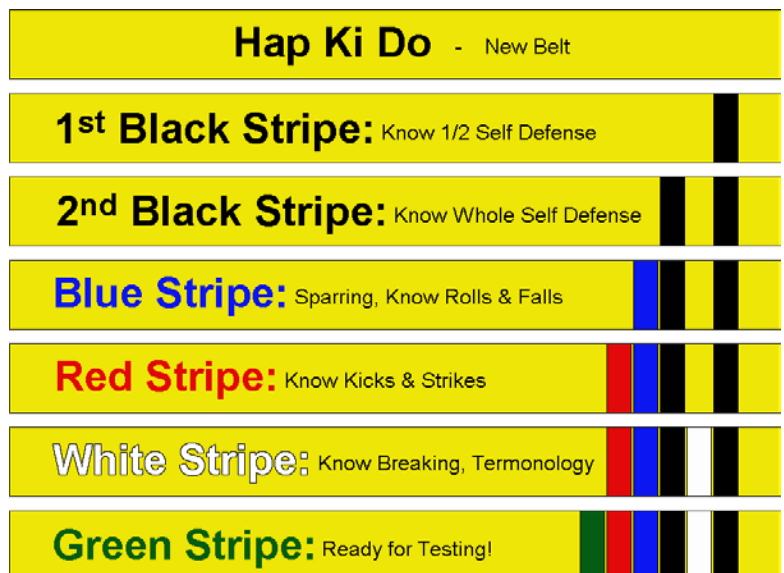 Hap Ki Do - New Belt
1st Black Stripe: Know 1/2 Self Defense
2nd Black Stripe: Know Whole Self Defense
Blue Stripe: Sparring, Know Rolls & Falls
Red Stripe: Know Kicks & Strikes
White Stripe: Know Breaking, Termonology
Green Stripe: Ready for Testing!